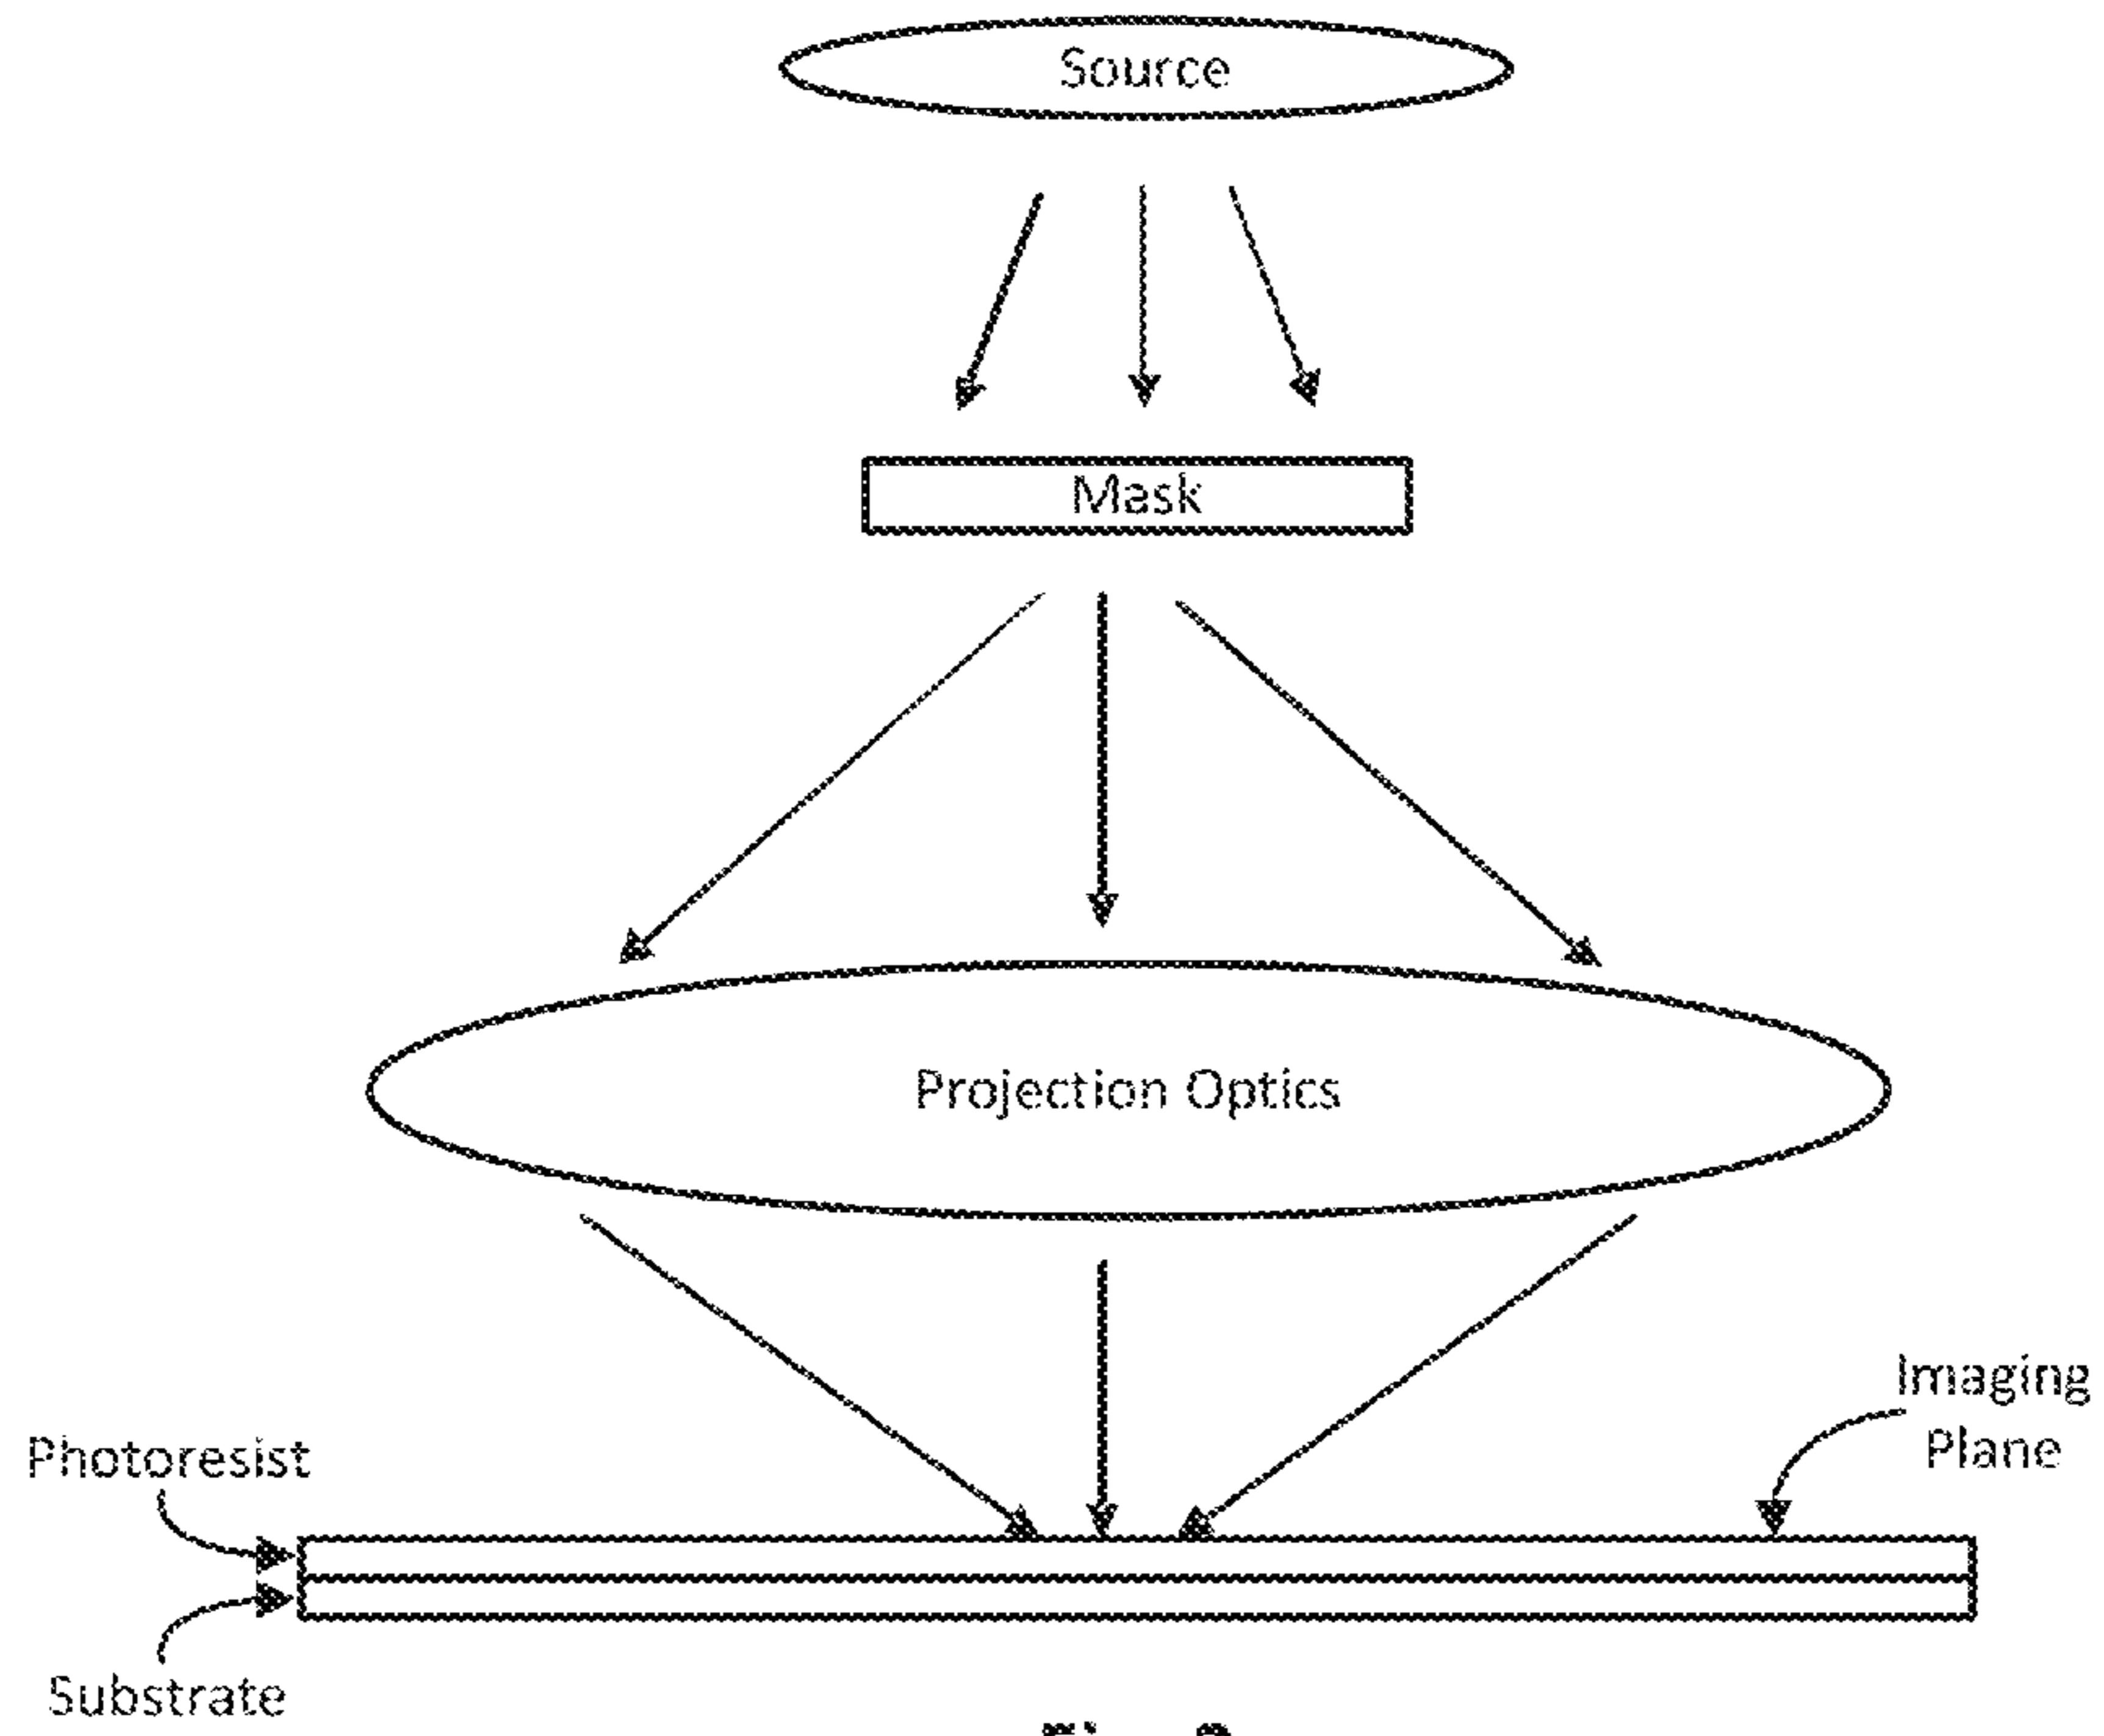 Source
Mask
Projection Optics
Imaging
Plane
Photoresist
Substrate